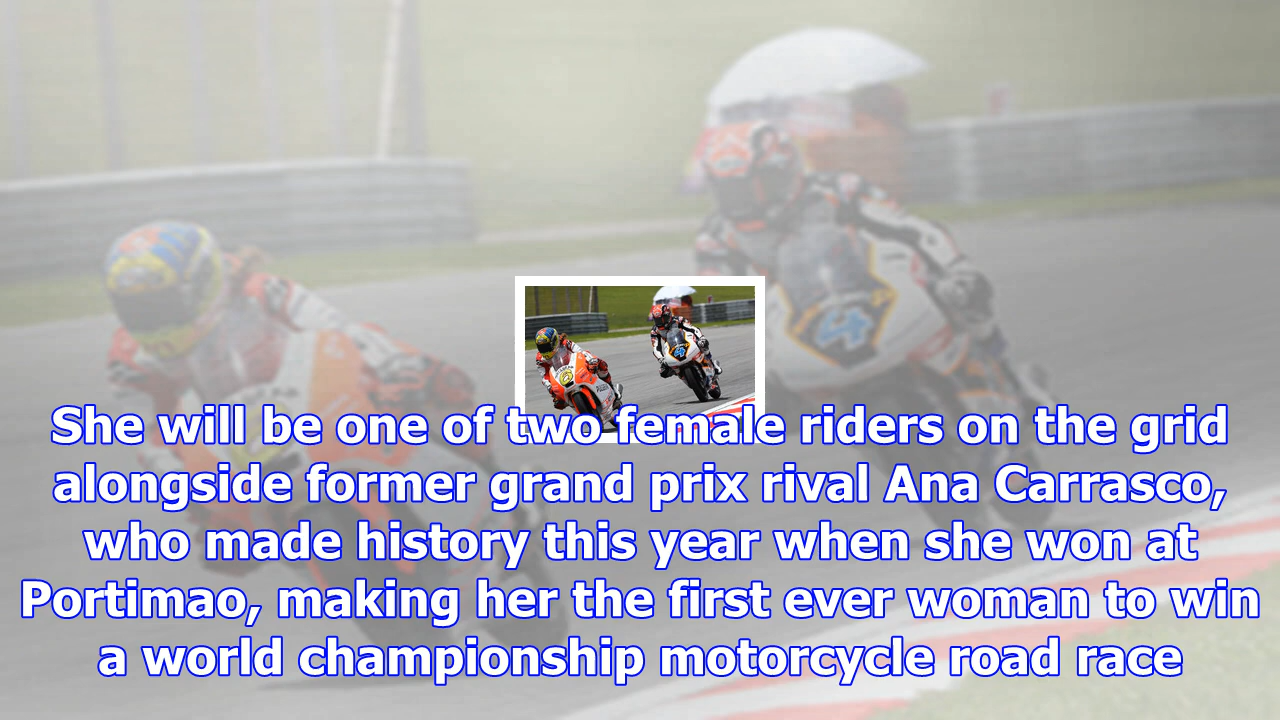 She will be one of two female riders on the grid
alongside former grand prix rival Ana Carrasco,
who made history this year when she won at
Portimao, making her the first ever woman to win
a world championship motorcycle road race